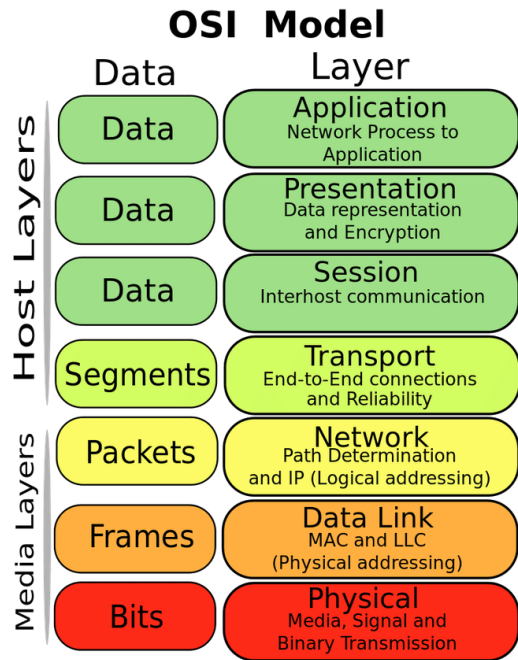 OSI Model
Data
Layer
Host Layers
Data
Application
Network Process to
Application
Data
Presentation
Data representation
and Encryption
Data
Session
Interhost communication
Segments
Transport
End-to-End connections
and Reliability
Media Layers
Packets
Network
Path Determination
and IP (Logical addressing)
Frames
Data Link
MAC and LLC
(Physical addressing)
Bits
Physical
Media, Signal and
Binary Transmission